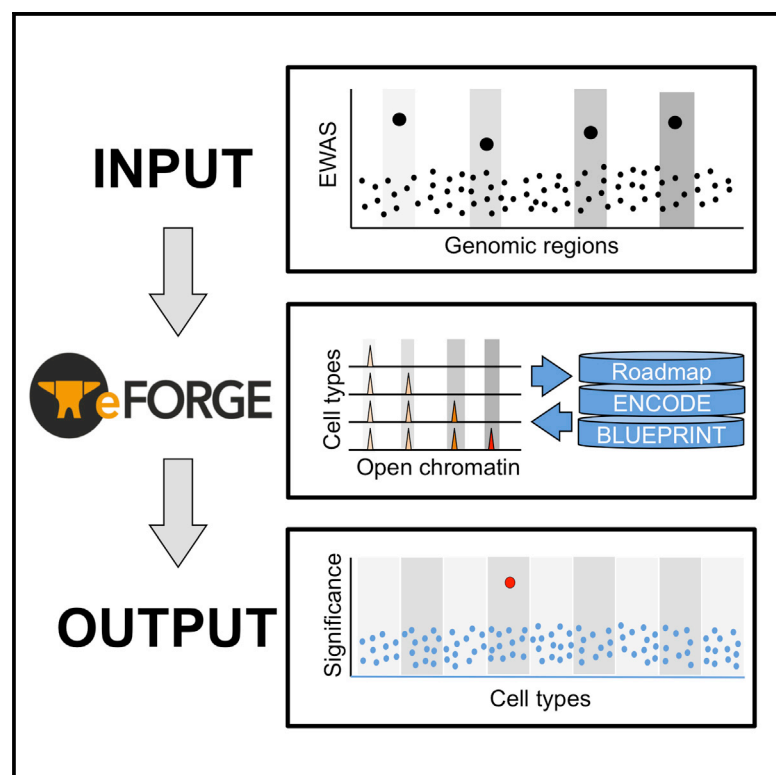 INPUT
EWAS
Genomic regions
eFORGE
Cell types
Open chromatin
Roadmap
ENCODE
BLUEPRINT
OUTPUT
Significance
Cell types